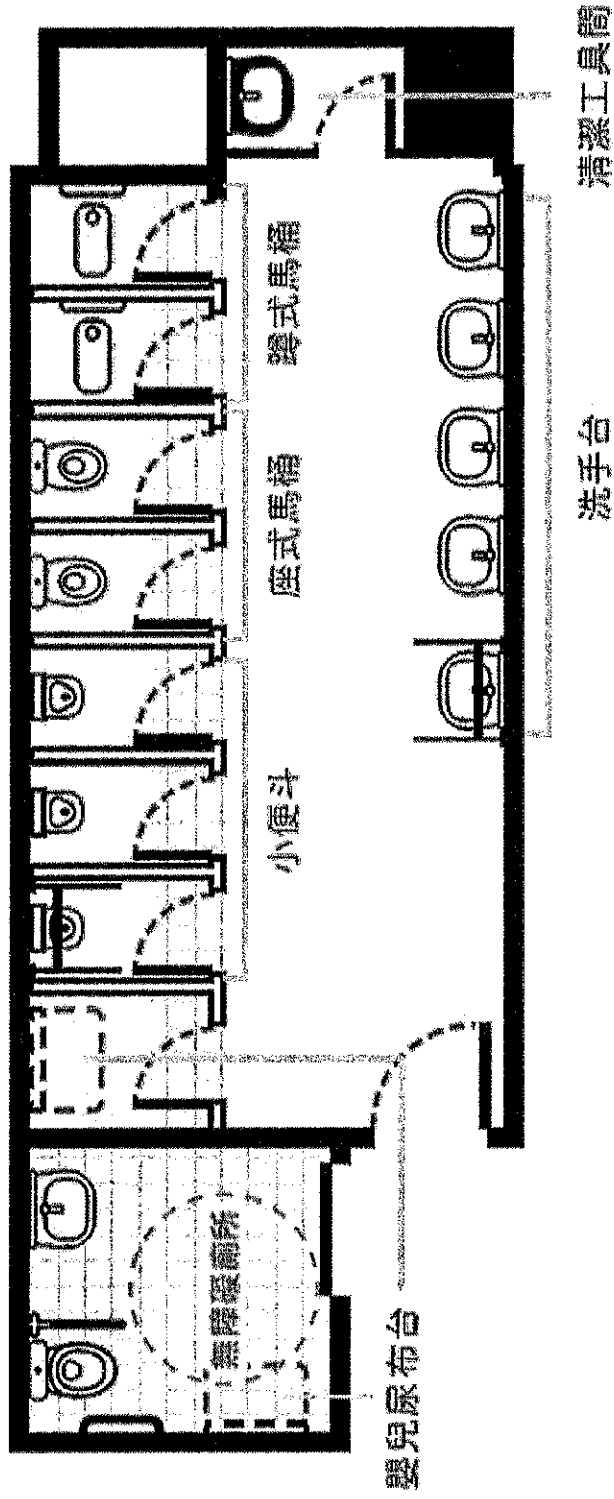 無障礙廁所
小便斗
座式馬桶
蹲式馬桶
嬰兒尿布台
洗手台
清潔工具間